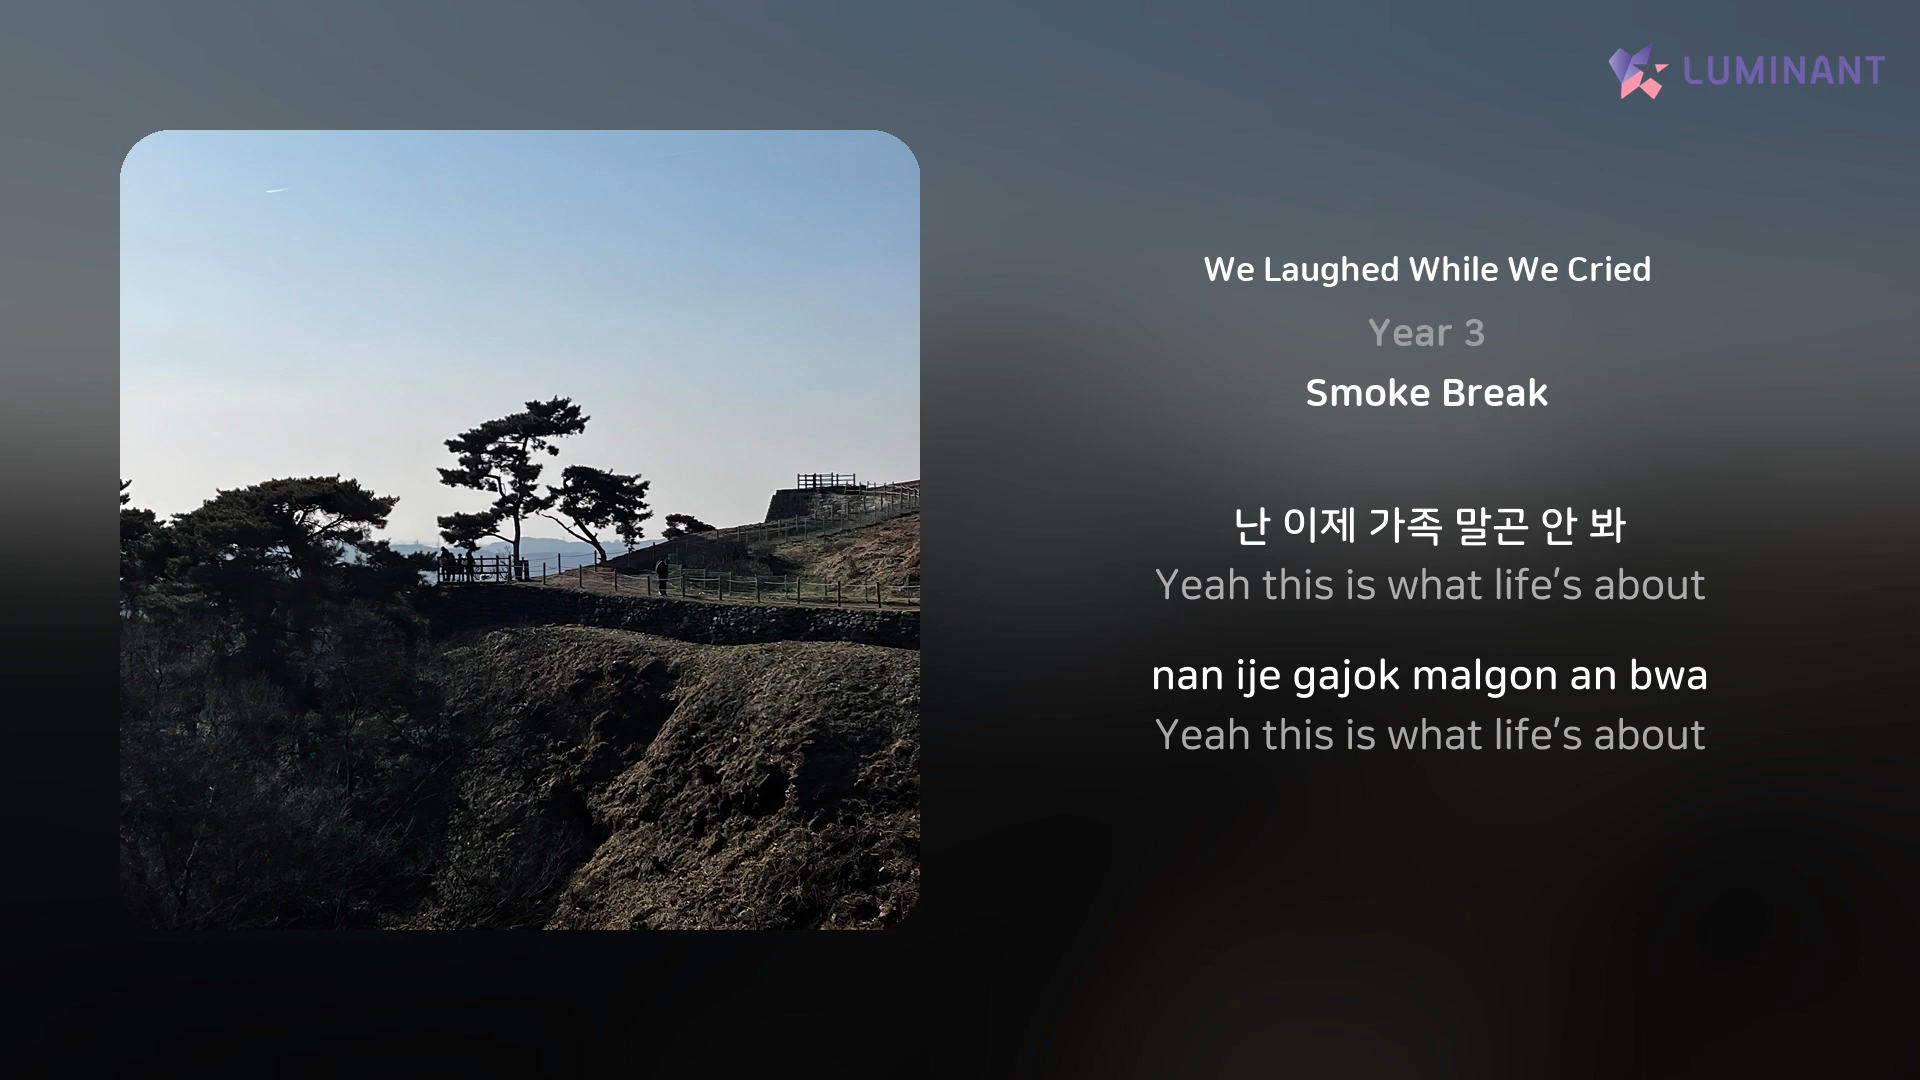 LUMINANT
We Laughed While We Cried
Year 3
Smoke Break
난 이제 가족 말곤 안 봐
Yeah this is what life's about
nan ije gajok malgon an bwa
Yeah this is what life's about